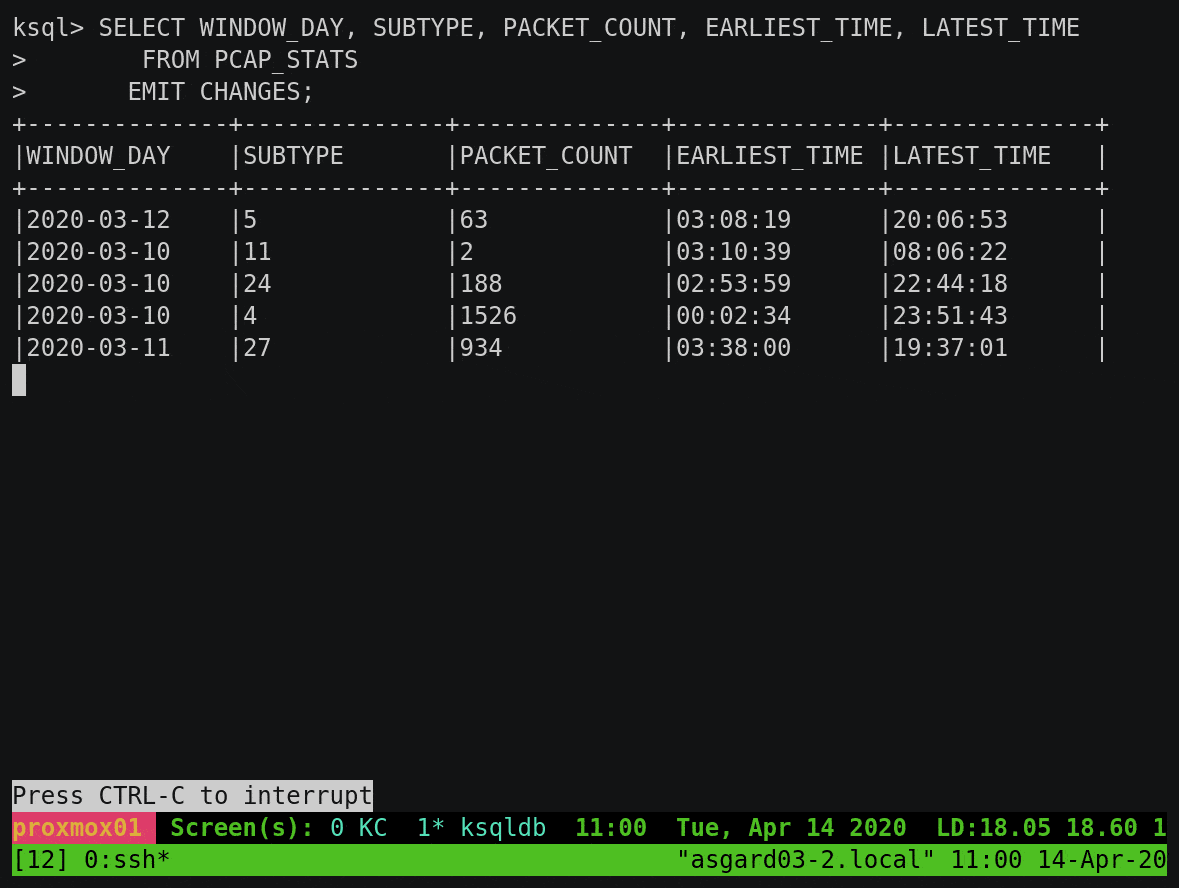 ksql> SELECT WINDOW_DAY, SUBTYPE, PACKET_COUNT, EARLIEST_TIME, LATEST_TIME
>        FROM PCAP_STATS
>       EMIT CHANGES;
+--------------+--------------+--------------+--------------+--------------+
|WINDOW_DAY    |SUBTYPE       |PACKET_COUNT  |EARLIEST_TIME |LATEST_TIME   |
+--------------+--------------+--------------+--------------+--------------+
|2020-03-12    |5             |63            |03:08:19      |20:06:53      |
|2020-03-10    |11            |2             |03:10:39      |08:06:22      |
|2020-03-10    |24            |188           |02:53:59      |22:44:18      |
|2020-03-10    |4             |1526          |00:02:34      |23:51:43      |
|2020-03-11    |27            |934           |03:38:00      |19:37:01      |
Press CTRL-C to interrupt
proxmox01  Screen(s): 0 KC  1* ksqldb  11:00  Tue, Apr 14 2020  LD:18.05 18.60 1
[12] 0:ssh*                                   "asgard03-2.local" 11:00 14-Apr-20